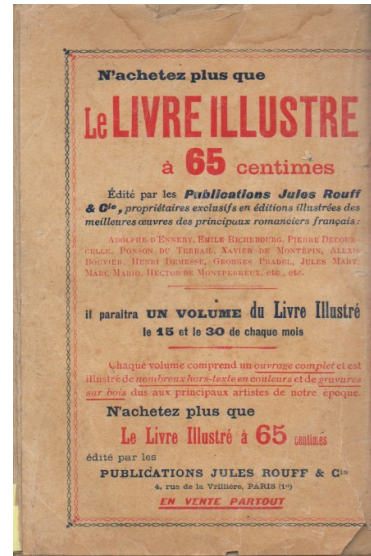 N'achetez plus que
Le LIVRE ILLUSTRE
à 65 centimes
Édité par les Publications Jules Rouff
& Cie, propriétaires exclusifs en éditions illustrées des
meilleures œuvres des principaux romanciers français:
ADOLPHE D'ENNERY, EMILE RICHEBOURG, PIERRE DECOUR-
CELLE, PONSON DU TERRAIL, XAVIER DE MONTÉPIN, ALEXIS
BOUVIER, HENRI DEMESSE, GEORGES PRADEL, JULES MARY,
MARC MARIO, HECTOR DE MONTPERREUX, etc., etc.
il paraitra UN VOLUME du Livre Illustré
le 15 et le 30 de chaque mois
Chaque volume comprend un ouvrage complet et est
illustré de nombreux hors-texte en couleurs et de gravures
sur bois dus aux principaux artistes de notre époque.
N'achetez plus que
Le Livre Illustré à 65 centimes
édité par les
PUBLICATIONS JULES ROUFF & Cie
4, rue de la Vrillière, PARIS (1er)
EN VENTE PARTOUT